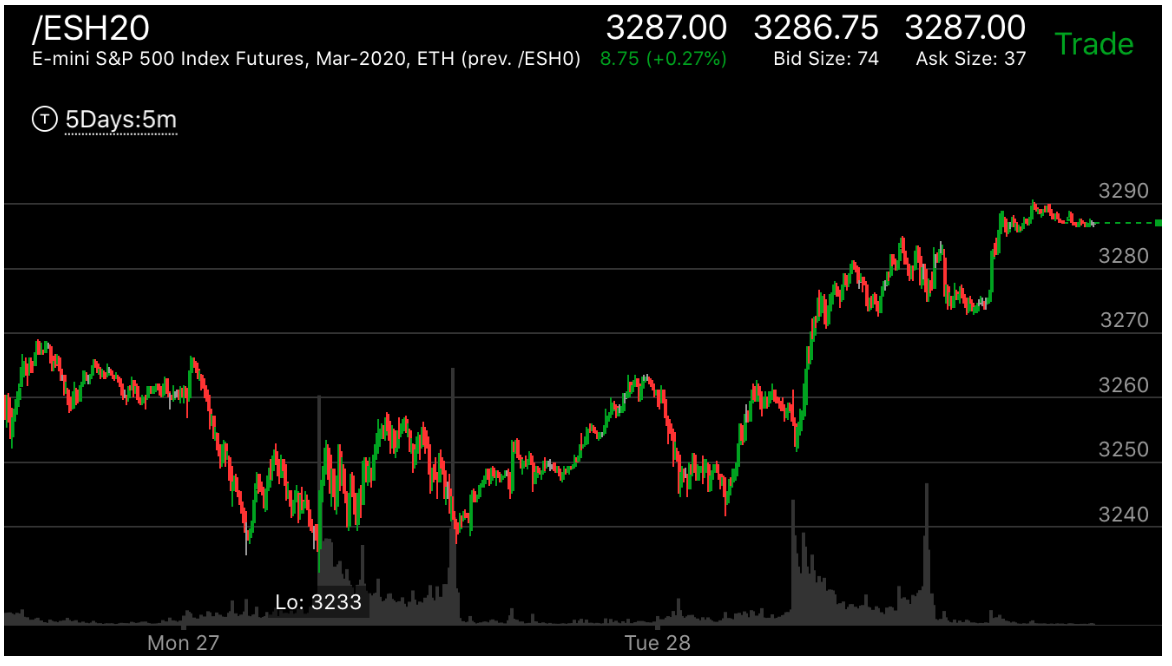 /ESH20 3287.00 3286.75 3287.00 Trade
E-mini S&P 500 Index Futures, Mar-2020, ETH (prev. /ESH0) 8.75 (+0.27%) Bid Size: 74 Ask Size: 37
T 5Days:5m
3290
3280
3270
3260
3250
3240
Lo: 3233
Mon 27 Tue 28